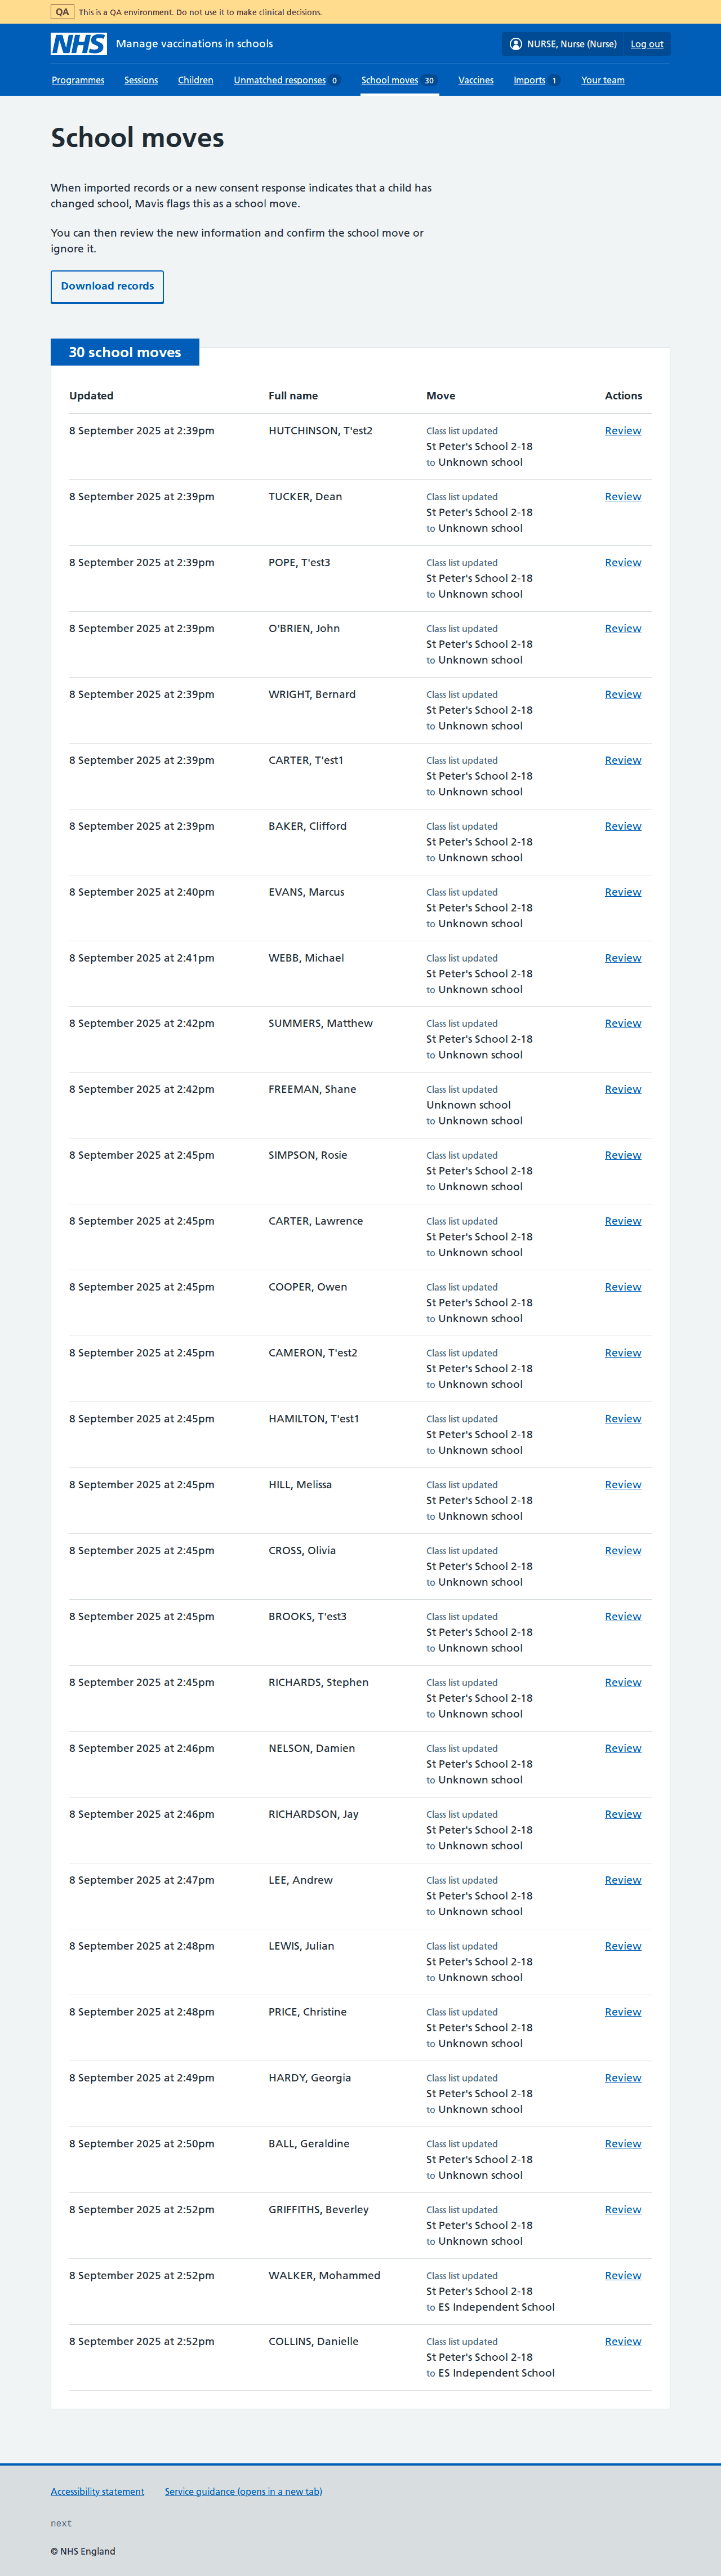 QA This is a QA environment. Do not use it to make clinical decisions.
NHS Manage vaccinations in schools NURSE, Nurse (Nurse) Log out
Programmes Sessions Children Unmatched responses 0 School moves 30 Vaccines Imports 1 Your team
School moves
When imported records or a new consent response indicates that a child has
changed school, Mavis flags this as a school move.
You can then review the new information and confirm the school move or
ignore it.
Download records
30 school moves
Updated Full name Move Actions
8 September 2025 at 2:39pm HUTCHINSON, T'est2 Class list updated Review
St Peter's School 2-18
to Unknown school
8 September 2025 at 2:39pm TUCKER, Dean Class list updated Review
St Peter's School 2-18
to Unknown school
8 September 2025 at 2:39pm POPE, T'est3 Class list updated Review
St Peter's School 2-18
to Unknown school
8 September 2025 at 2:39pm O'BRIEN, John Class list updated Review
St Peter's School 2-18
to Unknown school
8 September 2025 at 2:39pm WRIGHT, Bernard Class list updated Review
St Peter's School 2-18
to Unknown school
8 September 2025 at 2:39pm CARTER, T'est1 Class list updated Review
St Peter's School 2-18
to Unknown school
8 September 2025 at 2:39pm BAKER, Clifford Class list updated Review
St Peter's School 2-18
to Unknown school
8 September 2025 at 2:40pm EVANS, Marcus Class list updated Review
St Peter's School 2-18
to Unknown school
8 September 2025 at 2:41pm WEBB, Michael Class list updated Review
St Peter's School 2-18
to Unknown school
8 September 2025 at 2:42pm SUMMERS, Matthew Class list updated Review
St Peter's School 2-18
to Unknown school
8 September 2025 at 2:42pm FREEMAN, Shane Class list updated Review
Unknown school
to Unknown school
8 September 2025 at 2:45pm SIMPSON, Rosie Class list updated Review
St Peter's School 2-18
to Unknown school
8 September 2025 at 2:45pm CARTER, Lawrence Class list updated Review
St Peter's School 2-18
to Unknown school
8 September 2025 at 2:45pm COOPER, Owen Class list updated Review
St Peter's School 2-18
to Unknown school
8 September 2025 at 2:45pm CAMERON, T'est2 Class list updated Review
St Peter's School 2-18
to Unknown school
8 September 2025 at 2:45pm HAMILTON, T'est1 Class list updated Review
St Peter's School 2-18
to Unknown school
8 September 2025 at 2:45pm HILL, Melissa Class list updated Review
St Peter's School 2-18
to Unknown school
8 September 2025 at 2:45pm CROSS, Olivia Class list updated Review
St Peter's School 2-18
to Unknown school
8 September 2025 at 2:45pm BROOKS, T'est3 Class list updated Review
St Peter's School 2-18
to Unknown school
8 September 2025 at 2:45pm RICHARDS, Stephen Class list updated Review
St Peter's School 2-18
to Unknown school
8 September 2025 at 2:46pm NELSON, Damien Class list updated Review
St Peter's School 2-18
to Unknown school
8 September 2025 at 2:46pm RICHARDSON, Jay Class list updated Review
St Peter's School 2-18
to Unknown school
8 September 2025 at 2:47pm LEE, Andrew Class list updated Review
St Peter's School 2-18
to Unknown school
8 September 2025 at 2:48pm LEWIS, Julian Class list updated Review
St Peter's School 2-18
to Unknown school
8 September 2025 at 2:48pm PRICE, Christine Class list updated Review
St Peter's School 2-18
to Unknown school
8 September 2025 at 2:49pm HARDY, Georgia Class list updated Review
St Peter's School 2-18
to Unknown school
8 September 2025 at 2:50pm BALL, Geraldine Class list updated Review
St Peter's School 2-18
to Unknown school
8 September 2025 at 2:52pm GRIFFITHS, Beverley Class list updated Review
St Peter's School 2-18
to Unknown school
8 September 2025 at 2:52pm WALKER, Mohammed Class list updated Review
St Peter's School 2-18
to ES Independent School
8 September 2025 at 2:52pm COLLINS, Danielle Class list updated Review
St Peter's School 2-18
to ES Independent School
Accessibility statement Service guidance (opens in a new tab)
next
© NHS England